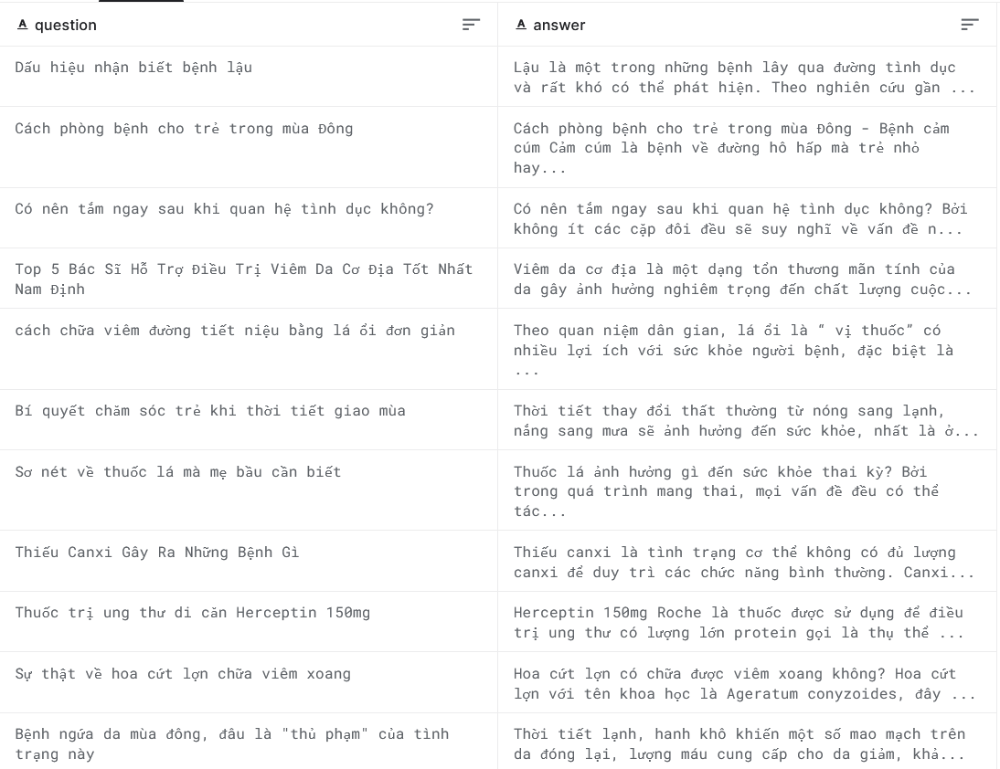 question
answer
Dấu hiệu nhận biết bệnh lậu
Lậu là một trong những bệnh lây qua đường tình dục
và rất khó có thể phát hiện. Theo nghiên cứu gần ...
Cách phòng bệnh cho trẻ trong mùa Đông
Cách phòng bệnh cho trẻ trong mùa Đông - Bệnh cảm
cúm Cảm cúm là bệnh về đường hô hấp mà trẻ nhỏ
hay...
Có nên tắm ngay sau khi quan hệ tình dục không?
Có nên tắm ngay sau khi quan hệ tình dục không? Bởi
không ít các cặp đôi đều sẽ suy nghĩ về vấn đề n...
Top 5 Bác Sĩ Hỗ Trợ Điều Trị Viêm Da Cơ Địa Tốt Nhất
Nam Định
Viêm da cơ địa là một dạng tổn thương mãn tính của
da gây ảnh hưởng nghiêm trọng đến chất lượng cuộc...
cách chữa viêm đường tiết niệu bằng lá ổi đơn giản
Theo quan niệm dân gian, lá ổi là “ vị thuốc” có
nhiều lợi ích với sức khỏe người bệnh, đặc biệt là
...
Bí quyết chăm sóc trẻ khi thời tiết giao mùa
Thời tiết thay đổi thất thường từ nóng sang lạnh,
nắng sang mưa sẽ ảnh hưởng đến sức khỏe, nhất là ở...
Sơ nét về thuốc lá mà mẹ bầu cần biết
Thuốc lá ảnh hưởng gì đến sức khỏe thai kỳ? Bởi
trong quá trình mang thai, mọi vấn đề đều có thể
tác...
Thiếu Canxi Gây Ra Những Bệnh Gì
Thiếu canxi là tình trạng cơ thể không có đủ lượng
canxi để duy trì các chức năng bình thường. Canxi...
Thuốc trị ung thư di căn Herceptin 150mg
Herceptin 150mg Roche là thuốc được sử dụng để điều
trị ung thư có lượng lớn protein gọi là thụ thể ...
Sự thật về hoa cứt lợn chữa viêm xoang
Hoa cứt lợn có chữa được viêm xoang không? Hoa cứt
lợn với tên khoa học là Ageratum conyzoides, đây ...
Bệnh ngứa da mùa đông, đâu là "thủ phạm" của tình
trạng này
Thời tiết lạnh, hanh khô khiến một số mao mạch trên
da đóng lại, lượng máu cung cấp cho da giảm, khả...